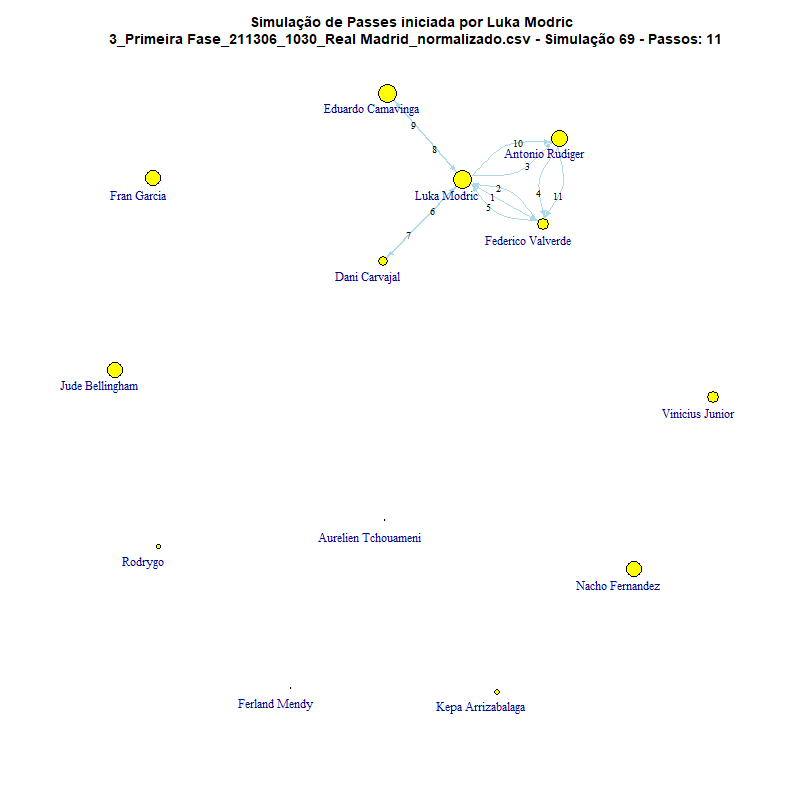 Simulação de Passes iniciada por Luka Modric
3_Primeira Fase_211306_1030_Real Madrid_normalizado.csv - Simulação 69 - Passos: 11
Eduardo Camavinga
9
8
10
Antonio Rudiger
3
Fran Garcia
Luka Modric
2
1
4
11
5
6
7
Federico Valverde
Dani Carvajal
Jude Bellingham
Vinicius Junior
Aurelien Tchouameni
Rodrygo
Nacho Fernandez
Ferland Mendy
Kepa Arrizabalaga